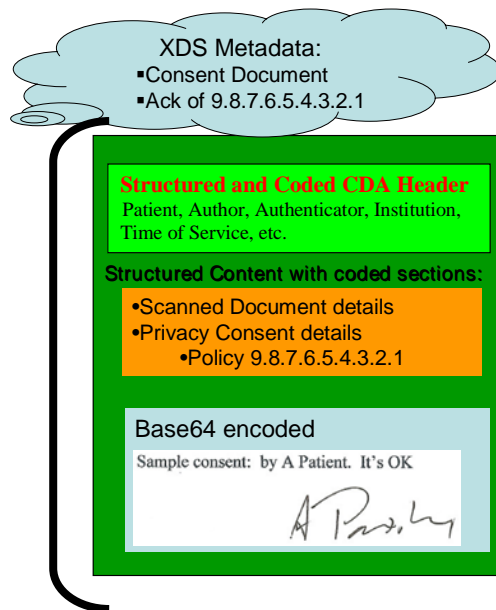 XDS Metadata:
▪Consent Document
▪Ack of 9.8.7.6.5.4.3.2.1
Structured and Coded CDA Header
Patient, Author, Authenticator, Institution,
Time of Service, etc.
Structured Content with coded sections:
•Scanned Document details
•Privacy Consent details
•Policy 9.8.7.6.5.4.3.2.1
Base64 encoded
Sample consent: by A Patient. It's OK